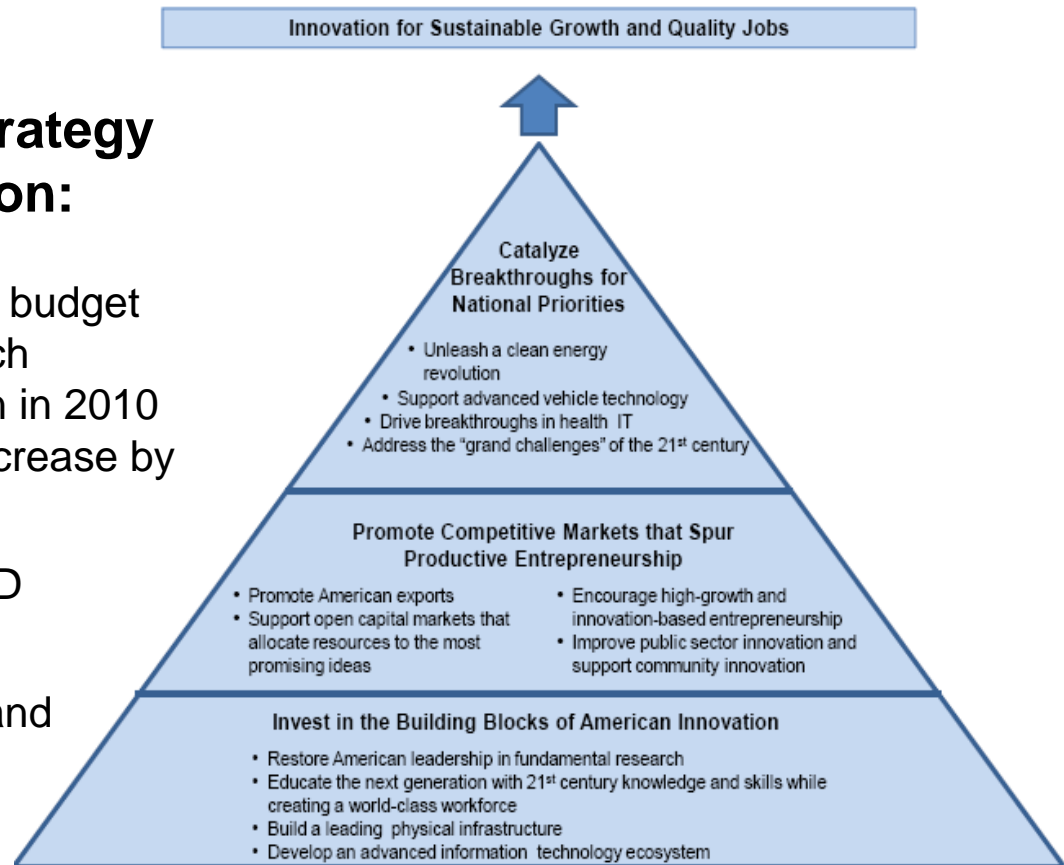 Innovation for Sustainable Growth and Quality Jobs
rategy
on:
budget
ch
n in 2010
crease by
D
and
Catalyze
Breakthroughs for
National Priorities
• Unleash a clean energy
revolution
• Support advanced vehicle technology
• Drive breakthroughs in health IT
• Address the “grand challenges” of the 21st century
Promote Competitive Markets that Spur
Productive Entrepreneurship
• Promote American exports
• Support open capital markets that
allocate resources to the most
promising ideas
• Encourage high-growth and
innovation-based entrepreneurship
• Improve public sector innovation and
support community innovation
Invest in the Building Blocks of American Innovation
• Restore American leadership in fundamental research
• Educate the next generation with 21st century knowledge and skills while
creating a world-class workforce
• Build a leading physical infrastructure
• Develop an advanced information technology ecosystem